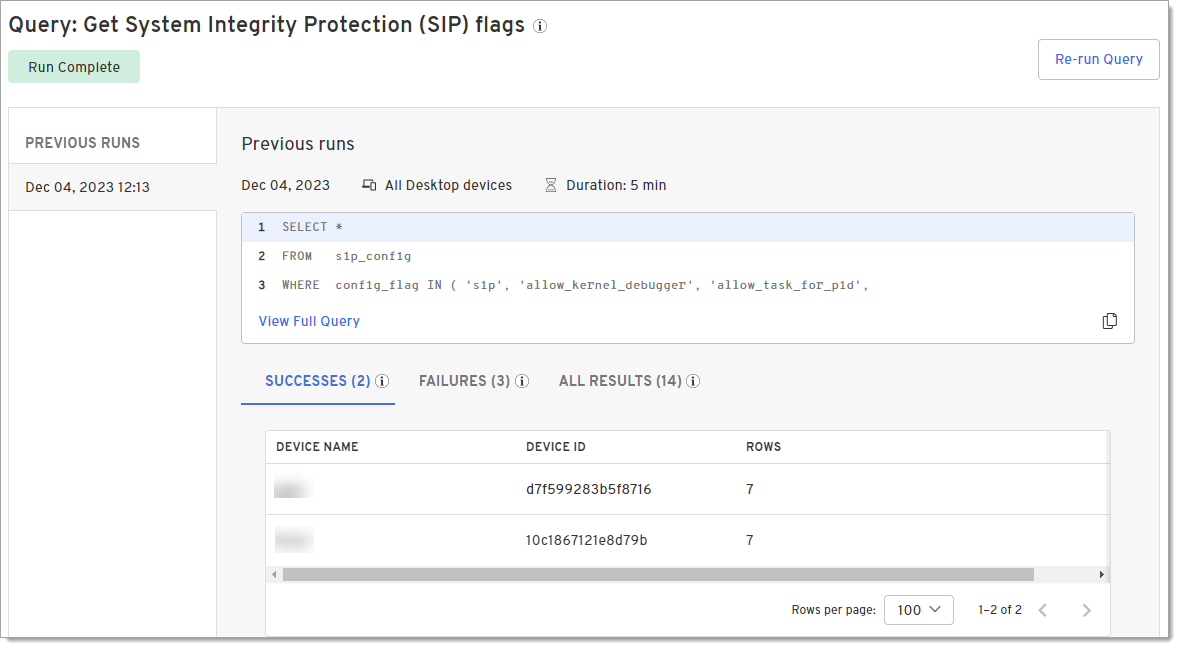 Query: Get System Integrity Protection (SIP) flags
Run Complete
Re-run Query
PREVIOUS RUNS
Dec 04, 2023 12:13
Previous runs
Dec 04, 2023 All Desktop devices Duration: 5 min
1 SELECT *
2 FROM sip_config
3 WHERE config_flag IN ( 'sip', 'allow_kernel_debugger', 'allow_task_for_pid',
View Full Query
SUCCESSES (2) FAILURES (3) ALL RESULTS (14)
DEVICE NAME DEVICE ID ROWS
d7f599283b5f8716 7
10c1867121e8d79b 7
Rows per page: 100 1-2 of 2